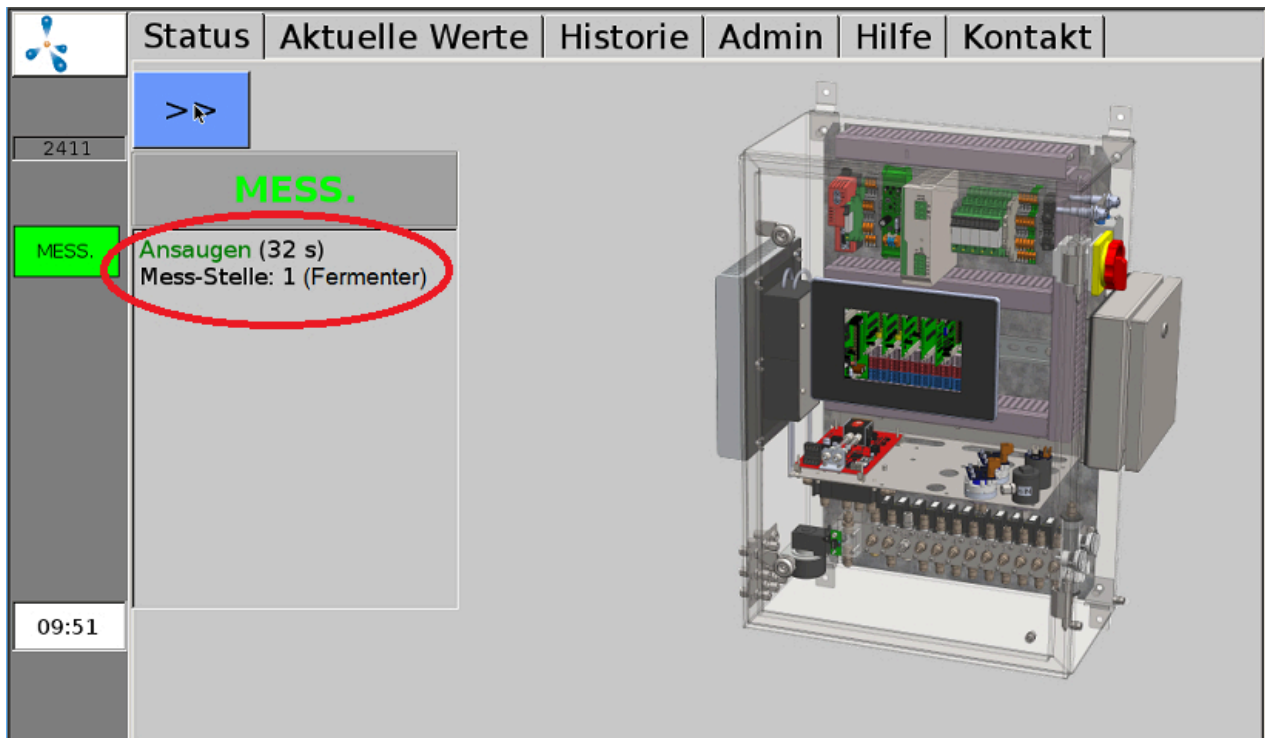 Status Aktuelle Werte Historie Admin Hilfe Kontakt
>>
2411
MESS.
MESS.
Ansaugen (32 s)
Mess-Stelle: 1 (Fermenter)
09:51